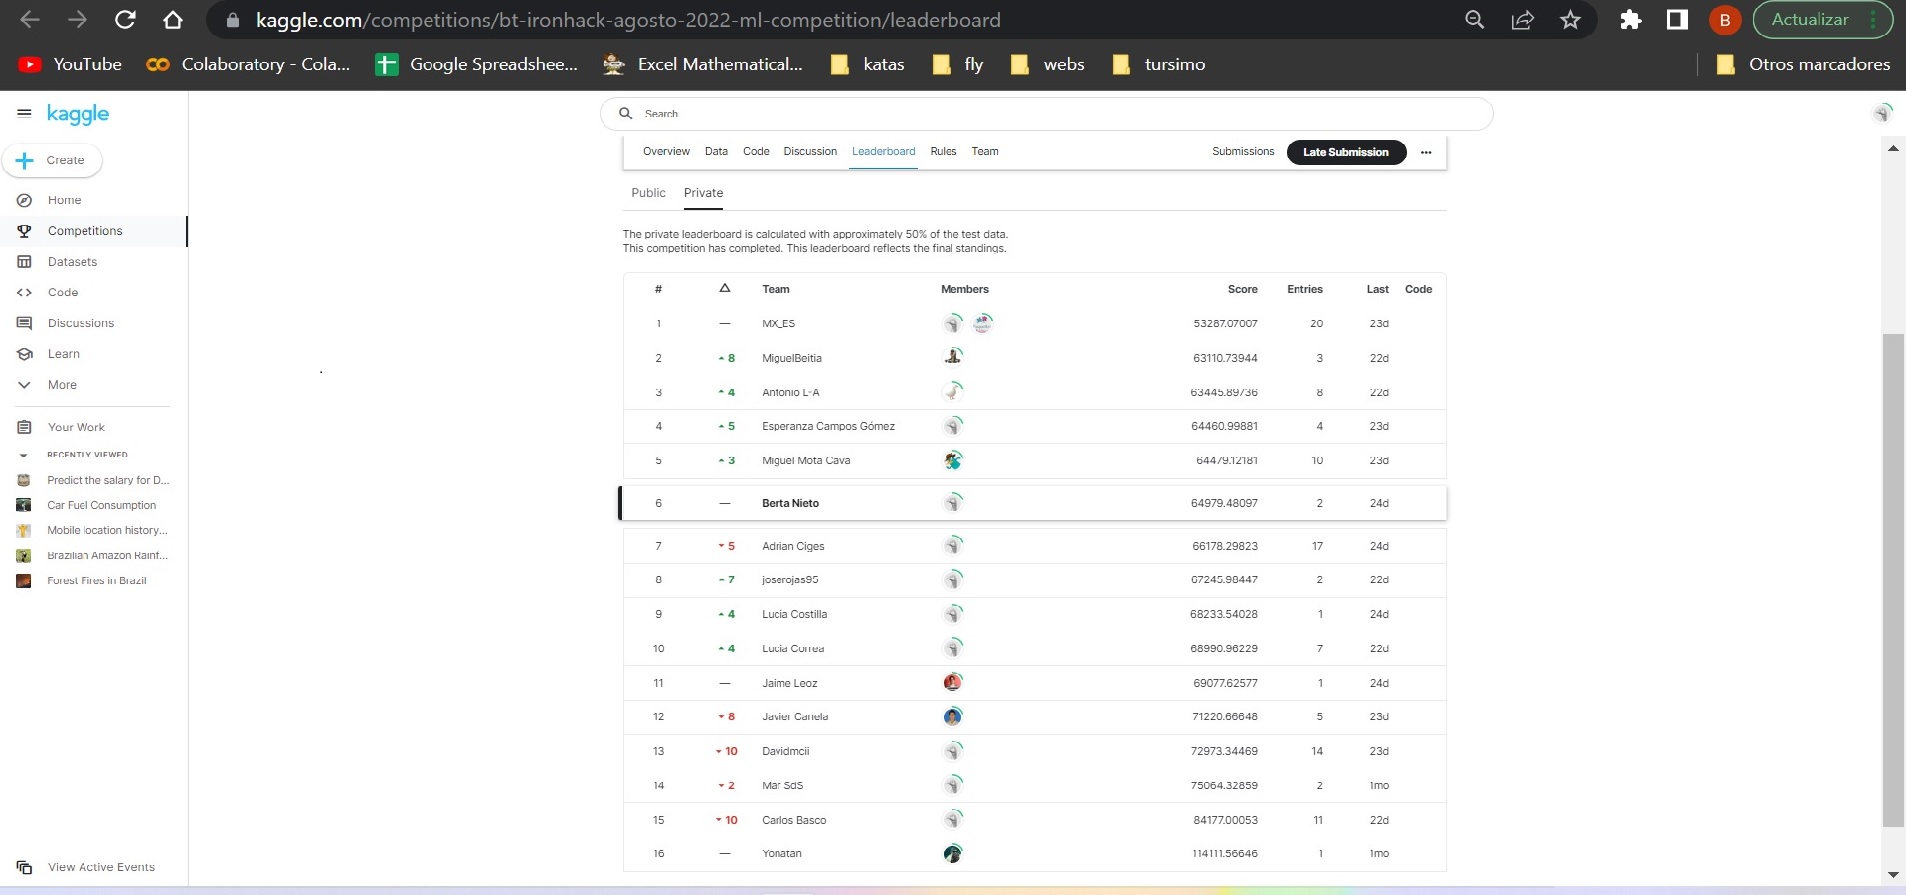 kaggle.com/competitions/bt-ironhack-agosto-2022-ml-competition/leaderboard
B
Actualizar
YouTube
Colaboratory - Cola...
Google Spreadshee...
Excel Mathematical...
katas
fly
webs
tursimo
Otros marcadores
kaggle
Search
Create
Home
Competitions
Datasets
Code
Discussions
Learn
More
Your Work
RECENTLY VIEWED
Predict the salary for D...
Car Fuel Consumption
Mobile location history...
Brazilian Amazon Rainf...
Forest Fires in Brazil
View Active Events
Overview Data Code Discussion Leaderboard Rules Team Submissions Late Submission ...
Public Private
The private leaderboard is calculated with approximately 50% of the test data.
This competition has completed. This leaderboard reflects the final standings.
# △ Team Members Score Entries Last Code
1 — MX_ES 53287.07007 20 23d
2 8 MiguelBeitia 63110.73944 3 22d
3 4 Antonio L-A 63445.89736 8 22d
4 5 Esperanza Campos Gómez 64460.99881 4 23d
5 3 Miguel Mota Cava 64479.12181 10 23d
6 — Berta Nieto 64979.48097 2 24d
7 5 Adrian Ciges 66178.29823 17 24d
8 7 joserojas95 67245.98447 2 22d
9 4 Lucia Costilla 68233.54028 1 24d
10 4 Lucia Correa 68990.96229 7 22d
11 — Jaime Leoz 69077.62577 1 24d
12 8 Javier Canela 71220.66648 5 23d
13 10 Davidmcii 72973.34469 14 23d
14 2 Mar SdS 75064.32859 2 1mo
15 10 Carlos Basco 84177.00053 11 22d
16 — Yonatan 114111.56646 1 1mo